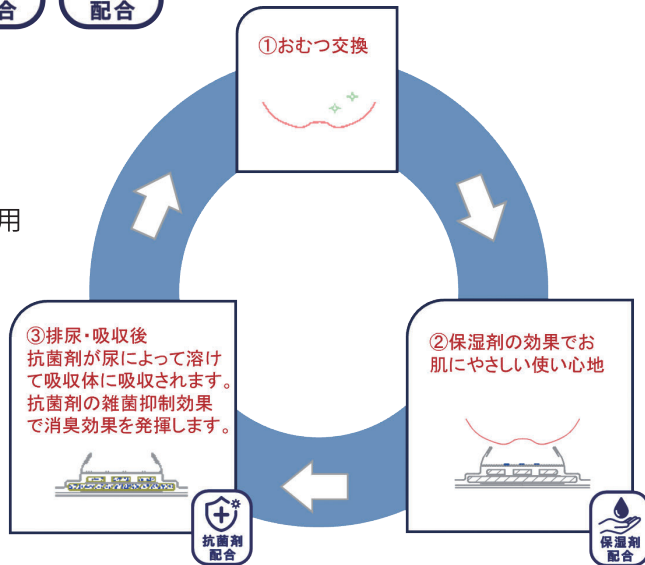 合
配合
①おむつ交換
用
③排尿・吸収後
抗菌剤が尿によって溶け
て吸収体に吸収されます。
抗菌剤の雑菌抑制効果
で消臭効果を発揮します。
抗菌剤
配合
②保湿剤の効果でお
肌にやさしい使い心地
保湿剤
配合